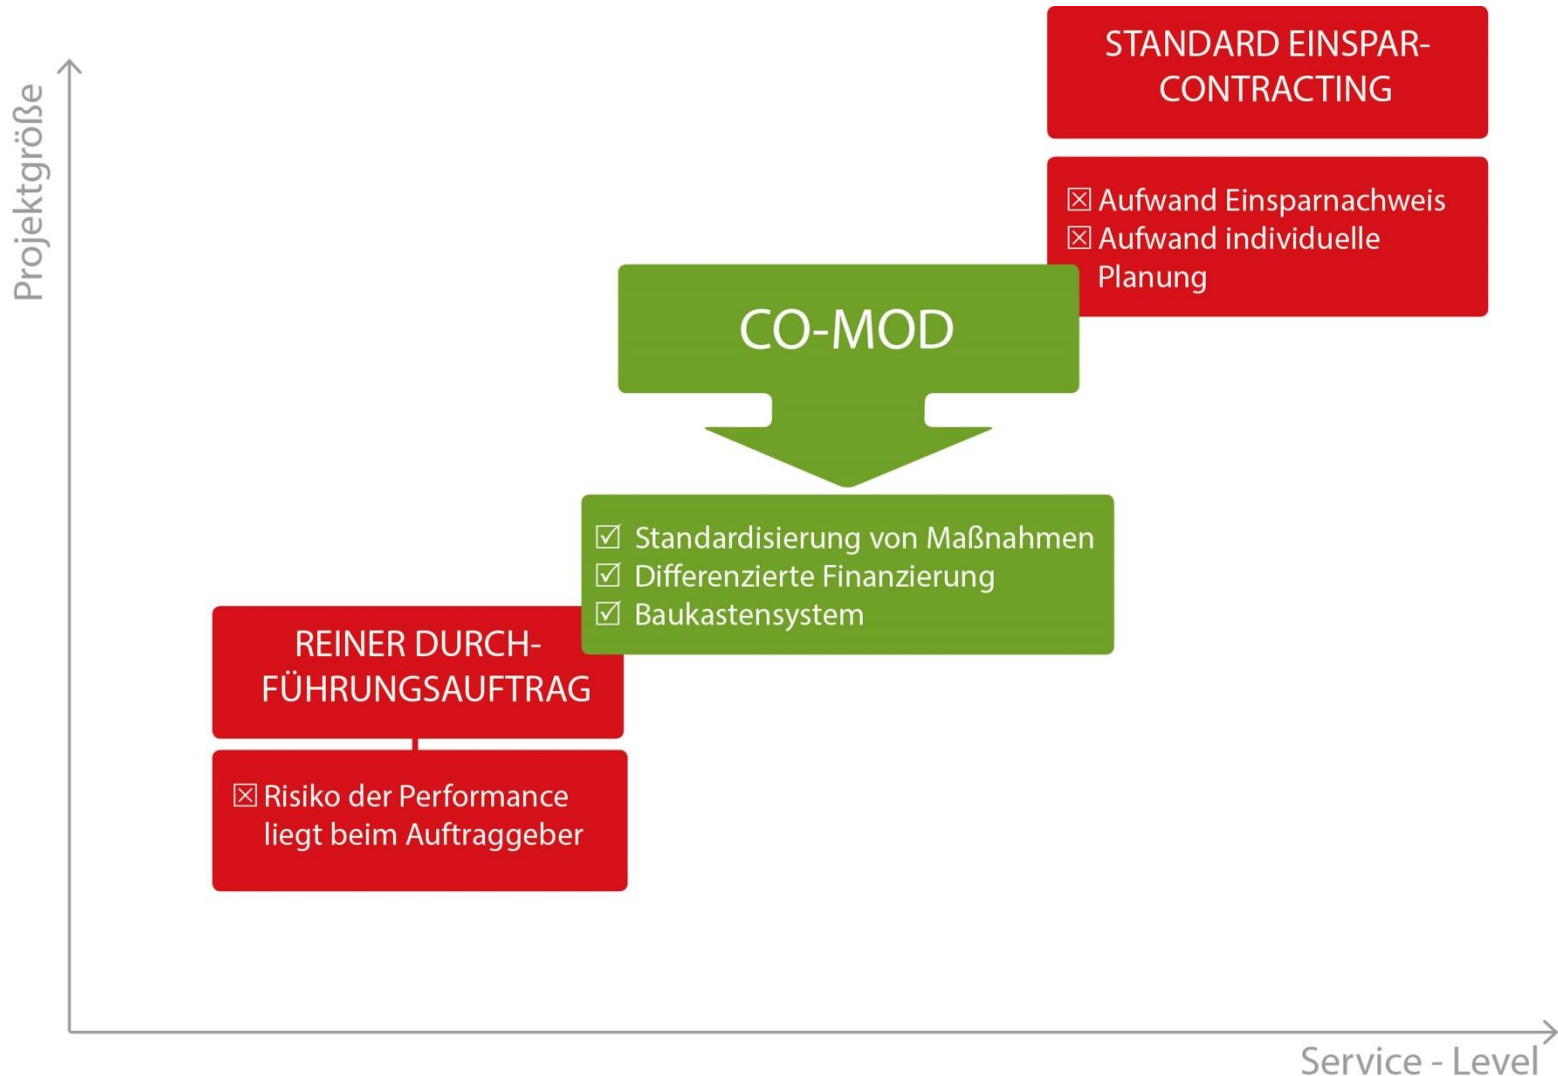 Projektgröße
STANDARD EINSPAR-
CONTRACTING
☒ Aufwand Einsparnachweis
☒ Aufwand individuelle
Planung
CO-MOD
☑ Standardisierung von Maßnahmen
☑ Differenzierte Finanzierung
☑ Baukastensystem
REINER DURCH-
FÜHRUNGSAUFTRAG
☒ Risiko der Performance
liegt beim Auftraggeber
Service - Level